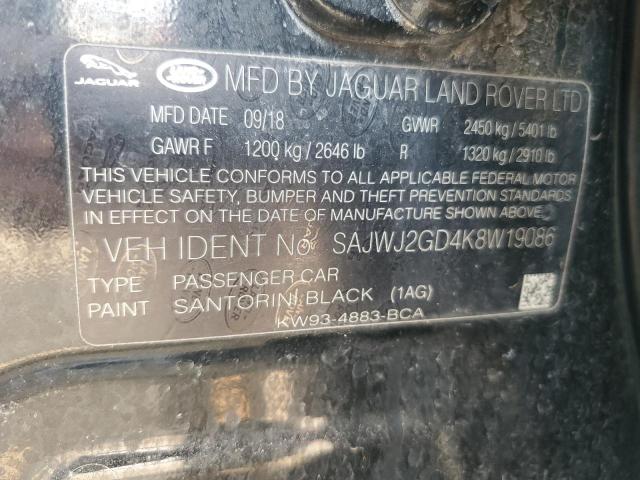 JAGUAR LAND ROVER MFD BY JAGUAR LAND ROVER LTD
MFD DATE 09/18 GVWR 2450 kg / 5401 lb
GAWR F 1200 kg / 2646 lb R 1320 kg / 2910 lb
THIS VEHICLE CONFORMS TO ALL APPLICABLE FEDERAL MOTOR
VEHICLE SAFETY, BUMPER AND THEFT PREVENTION STANDARDS
IN EFFECT ON THE DATE OF MANUFACTURE SHOWN ABOVE
VEH IDENT No SAJWJ2GD4K8W19086
TYPE PASSENGER CAR
PAINT SANTORINI BLACK (1AG)
KW93-4883-BCA